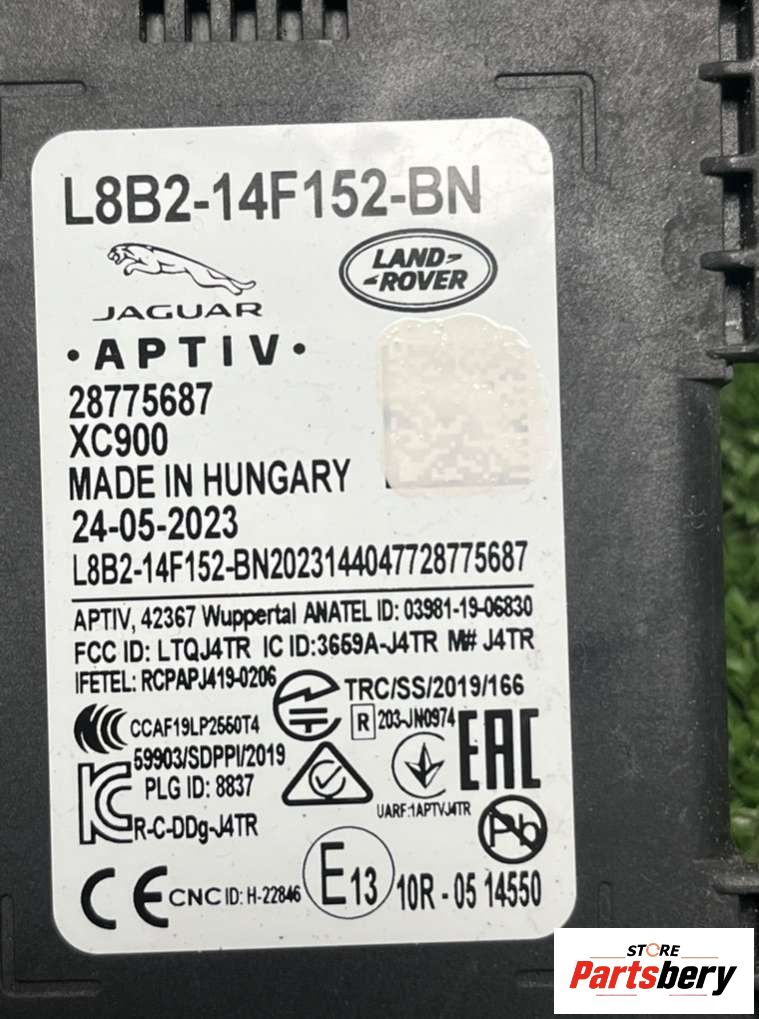 L8B2-14F152-BN
JAGUAR
LAND-
-ROVER
• APTIV •
28775687
XC900
MADE IN HUNGARY
24-05-2023
L8B2-14F152-BN2023144047728775687
APTIV, 42367 Wuppertal ANATEL ID: 03981-19-06830
FCC ID: LTQJ4TR IC ID:3659A-J4TR M# J4TR
IFETEL: RCPAPJ419-0206
TRC/SS/2019/166
R 203-JN0974
CCAF19LP2550T4
59903/SDPPI/2019
PLG ID: 8837
R-C-DDg-J4TR
UARF:1APTVJ4TR
EAC
Pb
CE CNC ID: H-22846
E13 10R - 05 14550
STORE
Partsbery